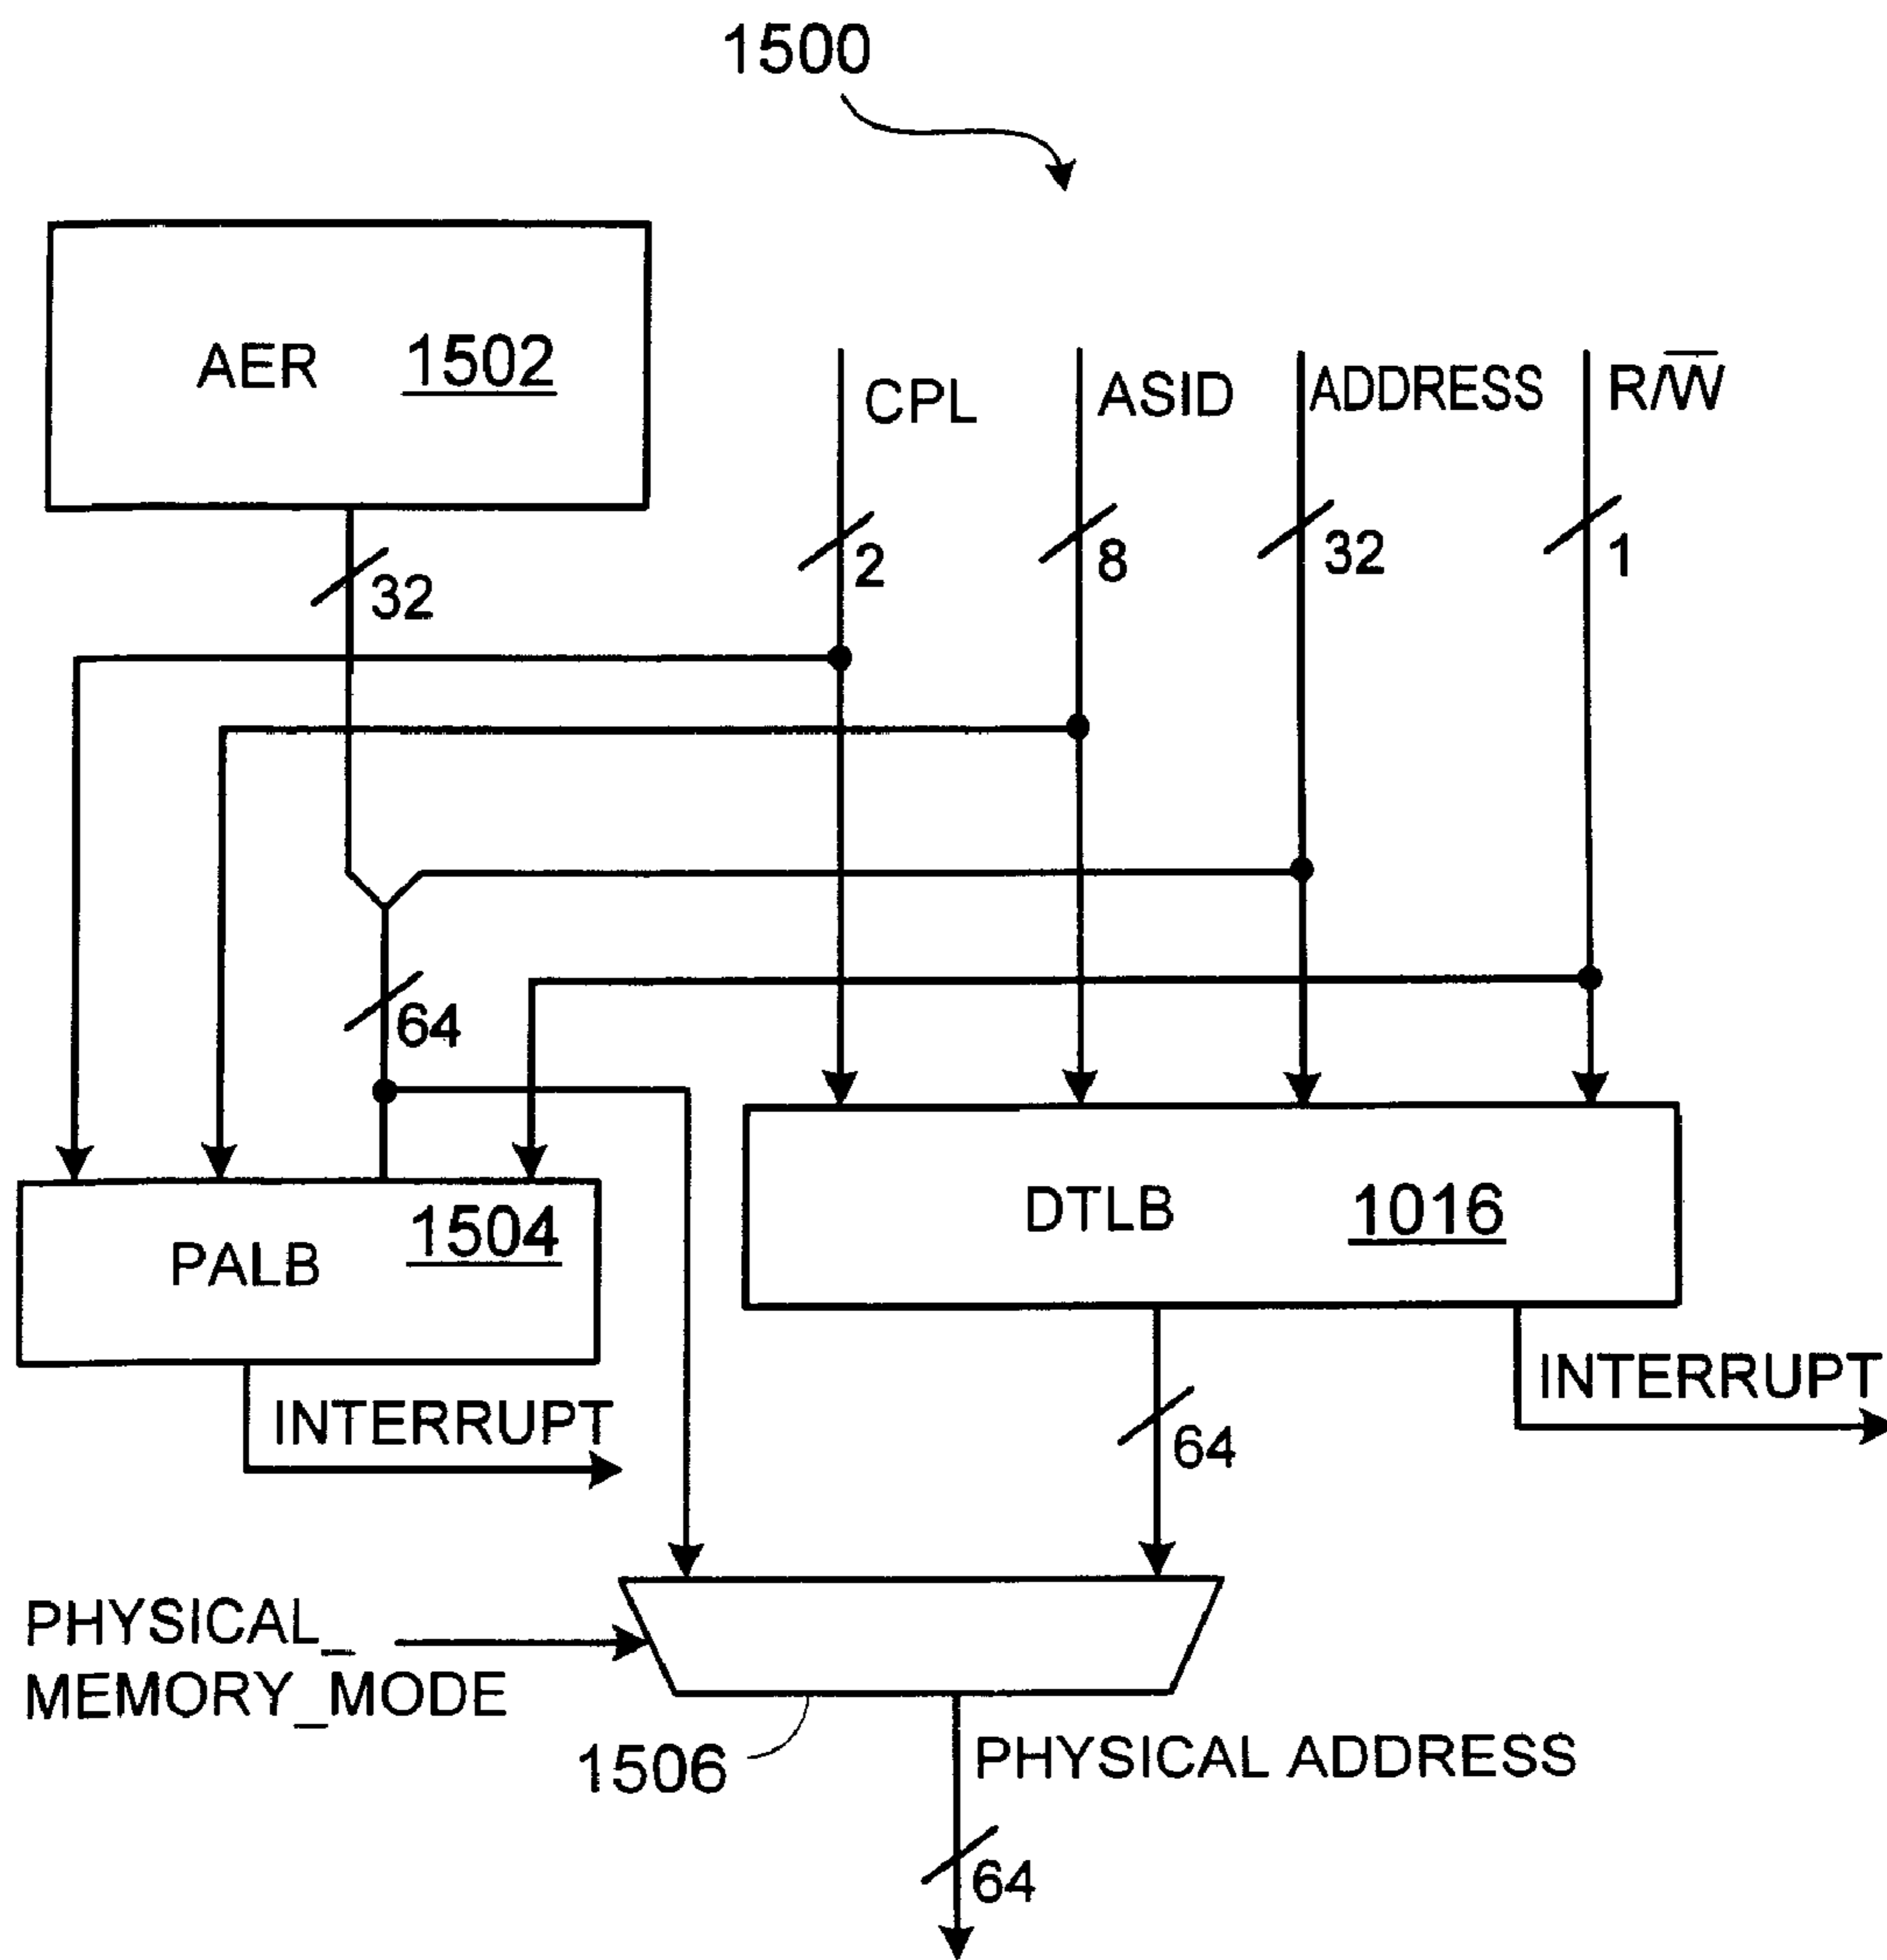 1500
AER 1502
CPL
ASID
ADDRESS
R/W̅
2
8
32
1
32
64
DTLB 1016
PALB 1504
INTERRUPT
INTERRUPT
64
PHYSICAL_
MEMORY_MODE
1506
PHYSICAL ADDRESS
64